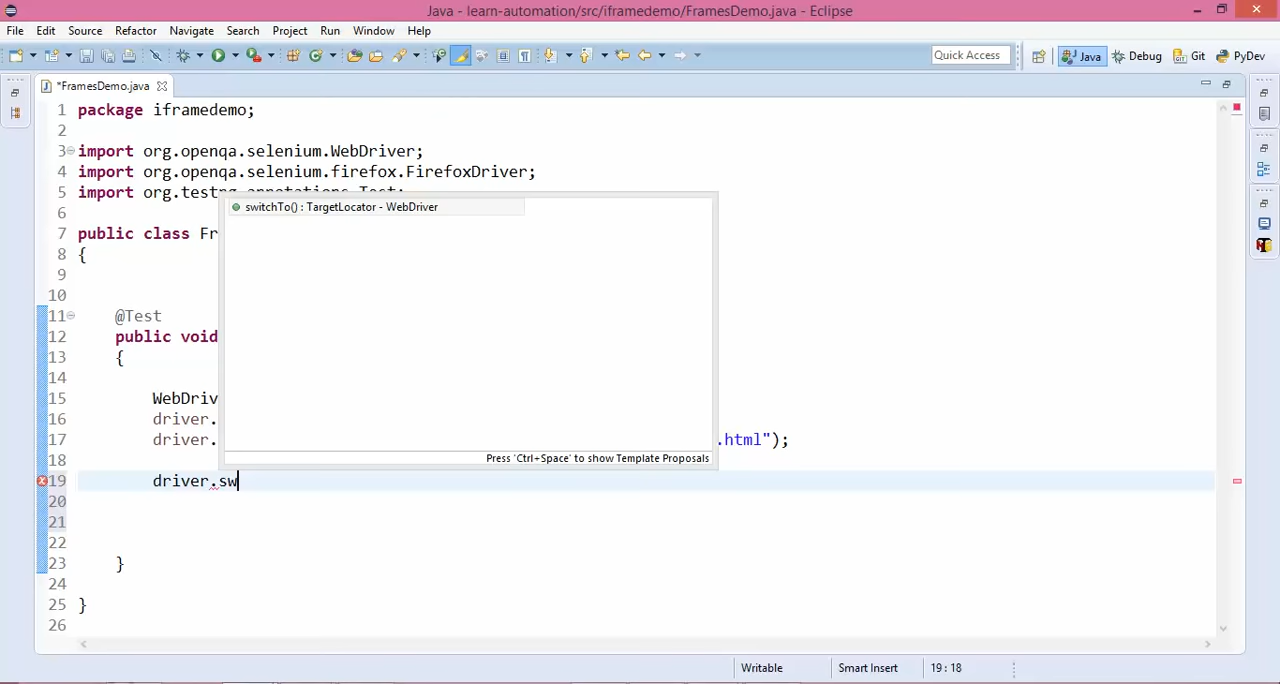 Java - learn-automation/src/iframedemo/FramesDemo.java - Eclipse
File Edit Source Refactor Navigate Search Project Run Window Help
Quick Access Java Debug Git PyDev
*FramesDemo.java
1 package iframedemo;
2
3 import org.openqa.selenium.WebDriver;
4 import org.openqa.selenium.firefox.FirefoxDriver;
5 import org.testng.annotations.Test;
switchTo() : TargetLocator - WebDriver
6
7 public class Fr
8 {
9
10
11 @Test
12 public void
13 {
14
15 WebDriv
16 driver.
17 driver. .html");
Press 'Ctrl+Space' to show Template Proposals
18
19 driver.sw
20
21
22
23 }
24
25 }
26
Writable Smart Insert 19 : 18